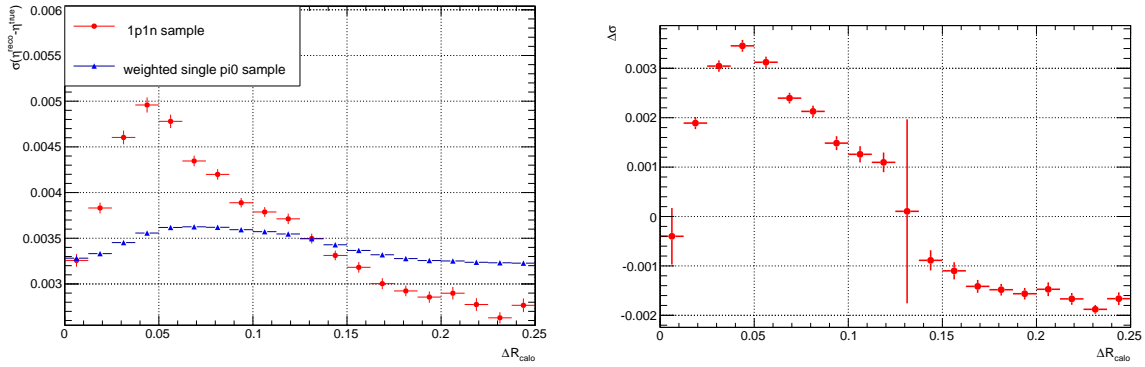 0.006
0.0055
0.005
0.0045
0.004
0.0035
0.003
σ(η^reco-η^true)
1p1n sample
weighted single pi0 sample
0 0.05 0.1 0.15 0.2 0.25
ΔR_calo
Δσ
0.003
0.002
0.001
0
-0.001
-0.002
0 0.05 0.1 0.15 0.2 0.25
ΔR_calo